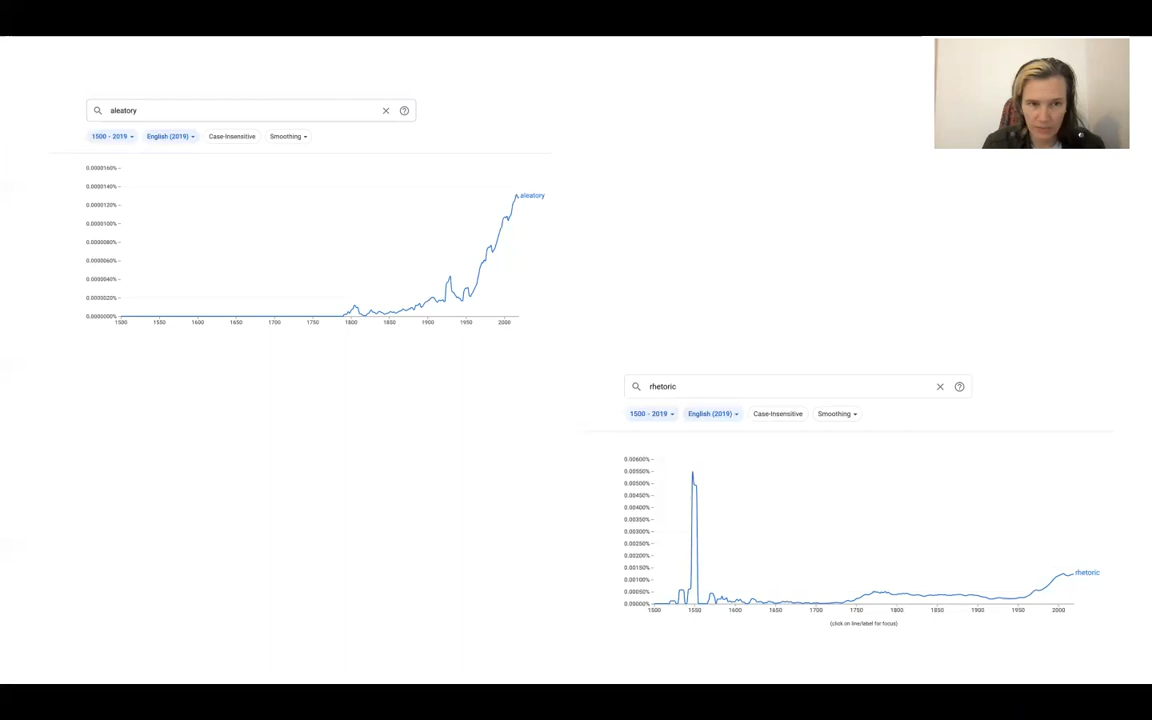 aleatory
1500 - 2019 English (2019) Case-Insensitive Smoothing
0.0000160%
0.0000140%
aleatory
0.0000120%
0.0000100%
0.0000080%
0.0000060%
0.0000040%
0.0000020%
0.0000000%
1500 1550 1600 1650 1700 1750 1800 1850 1900 1950 2000
rhetoric
1500 - 2019 English (2019) Case-Insensitive Smoothing
0.00600%
0.00550%
0.00500%
0.00450%
0.00400%
0.00350%
0.00300%
0.00250%
0.00200%
0.00150%
rhetoric
0.00100%
0.00050%
0.00000%
1500 1550 1600 1650 1700 1750 1800 1850 1900 1950 2000
(click on line/label for focus)